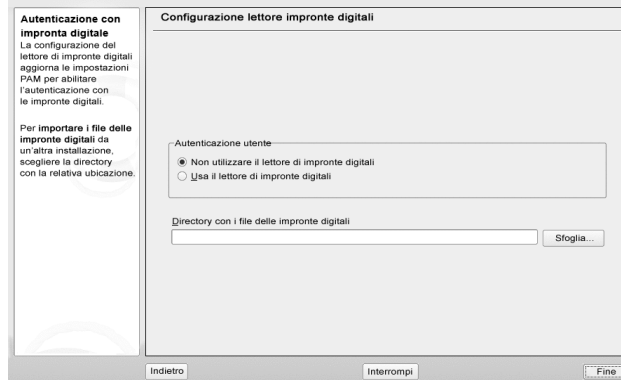 Autenticazione con
impronta digitale
La configurazione del
lettore di impronte digitali
aggiorna le impostazioni
PAM per abilitare
l'autenticazione con
le impronte digitali.
Per importare i file delle
impronte digitali da
un'altra installazione,
scegliere la directory
con la relativa ubicazione.
Configurazione lettore impronte digitali
Autenticazione utente
Non utilizzare il lettore di impronte digitali
Usa il lettore di impronte digitali
Directory con i file delle impronte digitali
Sfoglia...
Indietro
Interrompi
Fine